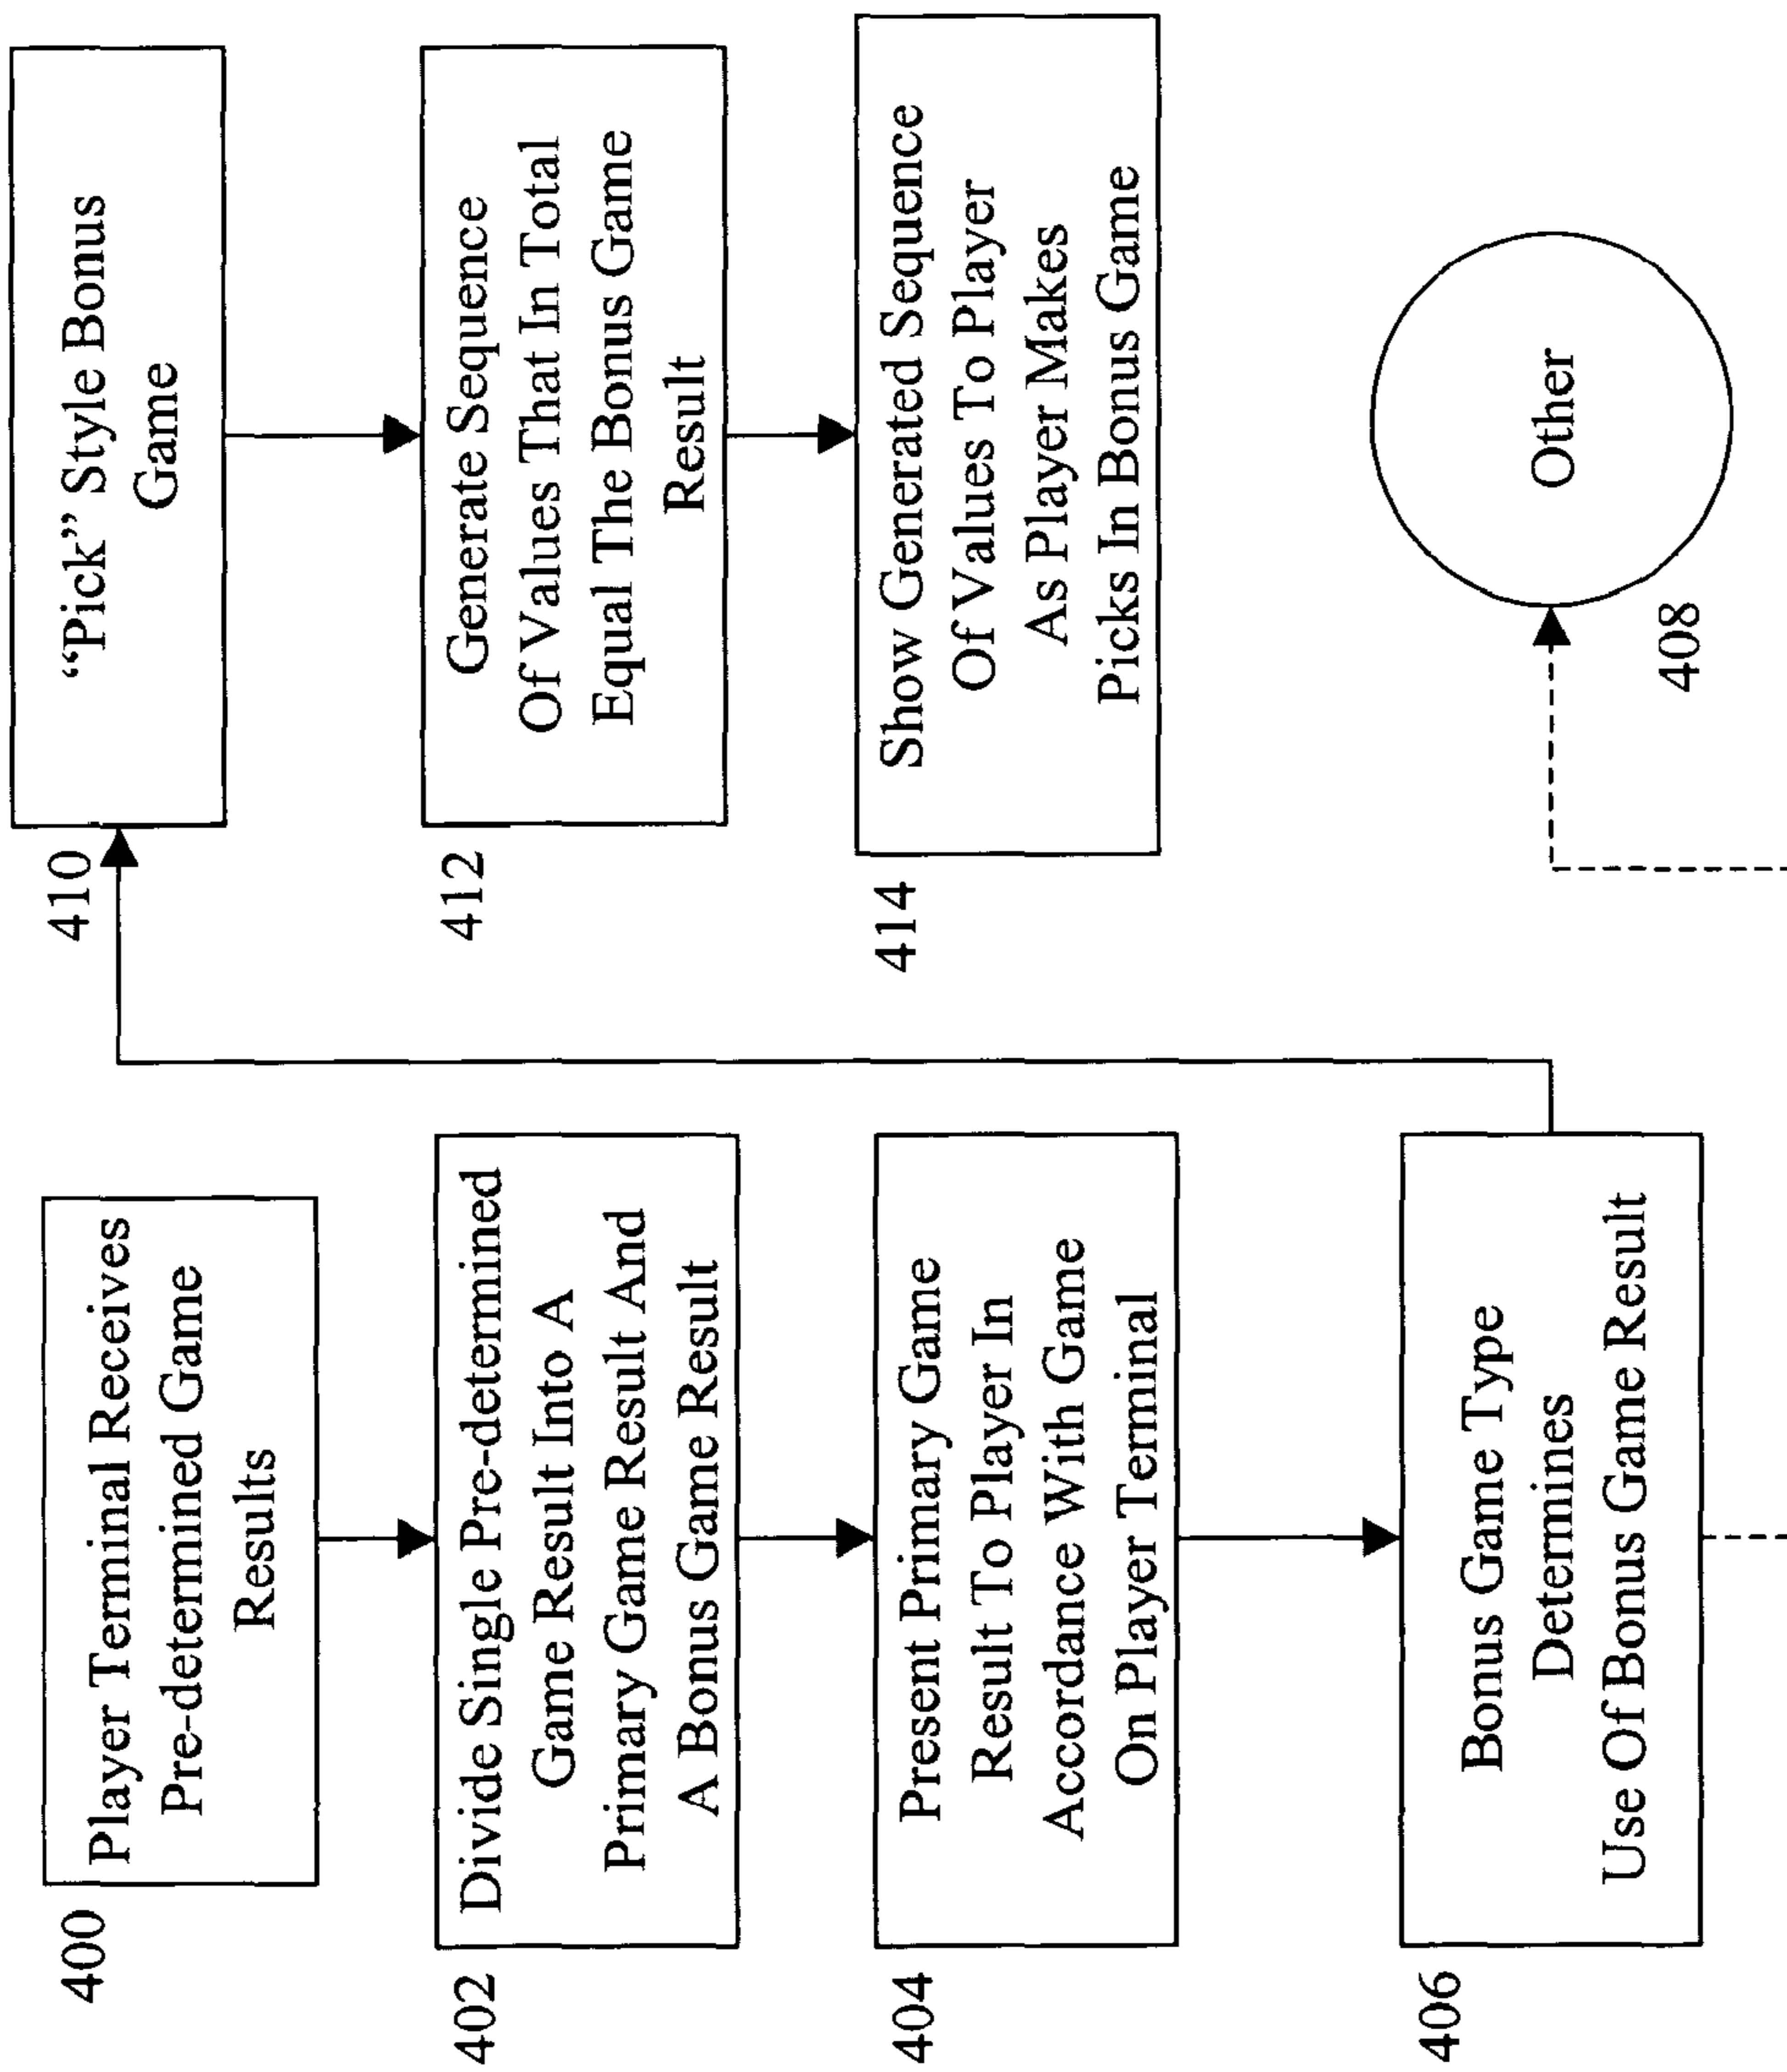 400
Player Terminal Receives
Pre-determined Game
Results
402
Divide Single Pre-determined
Game Result Into A
Primary Game Result And
A Bonus Game Result
404
Present Primary Game
Result To Player In
Accordance With Game
On Player Terminal
406
Bonus Game Type
Determines
Use Of Bonus Game Result
410
“Pick” Style Bonus
Game
412
Generate Sequence
Of Values That In Total
Equal The Bonus Game
Result
414
Show Generated Sequence
Of Values To Player
As Player Makes
Picks In Bonus Game
Other
408